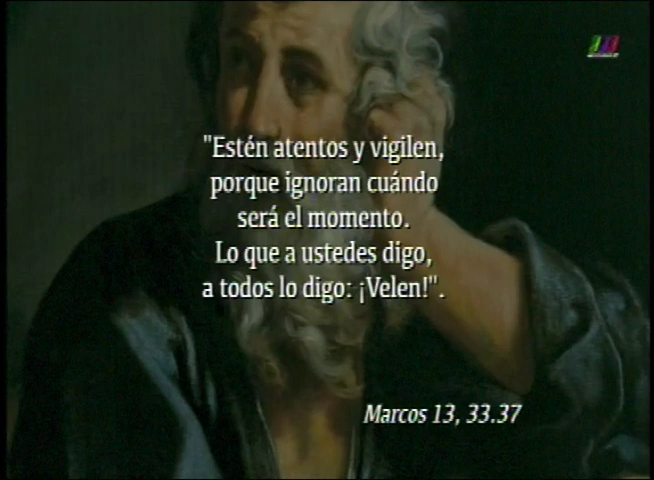 "Estén atentos y vigilen,
porque ignoran cuándo
será el momento.
Lo que a ustedes digo,
a todos lo digo: ¡Velen!".
Marcos 13, 33.37